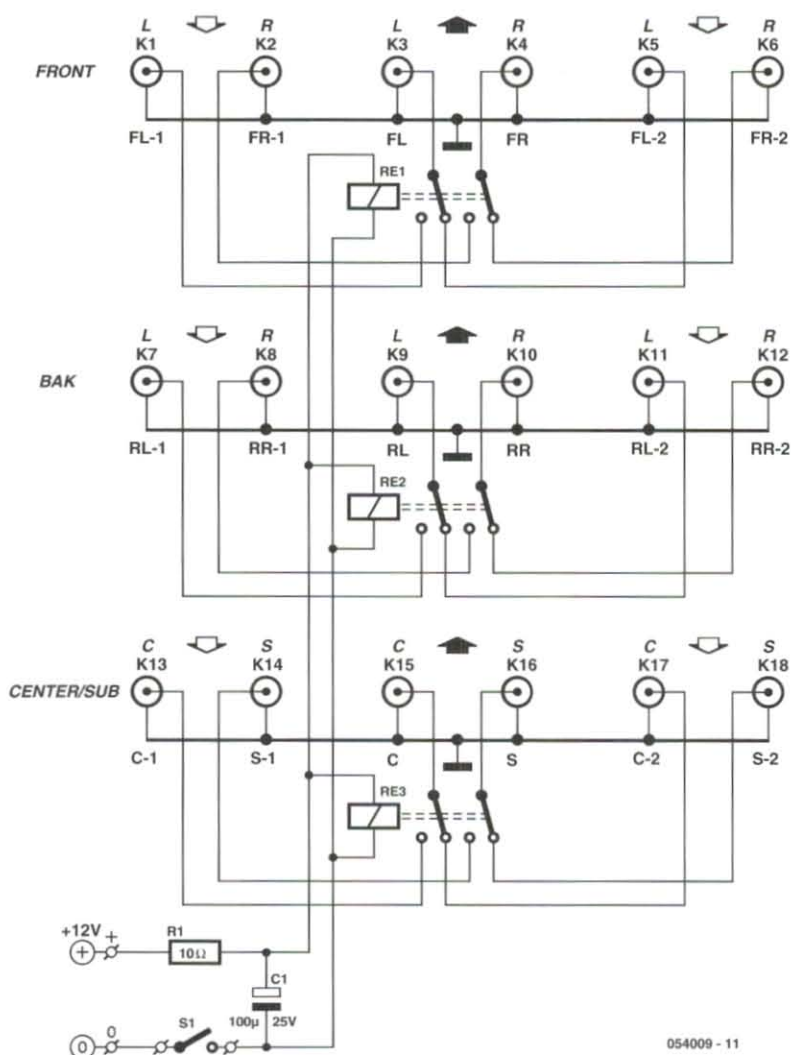 L R L R L R
K1 K2 K3 K4 K5 K6
FRONT
FL-1 FR-1 FL FR FL-2 FR-2
RE1
L R L R L R
K7 K8 K9 K10 K11 K12
BAK
RL-1 RR-1 RL RR RL-2 RR-2
RE2
C S C S C S
K13 K14 K15 K16 K17 K18
CENTER/SUB
C-1 S-1 C S C-2 S-2
RE3
+12V + R1
10Ω
C1
100µ 25V
0 S1
0
054009 - 11